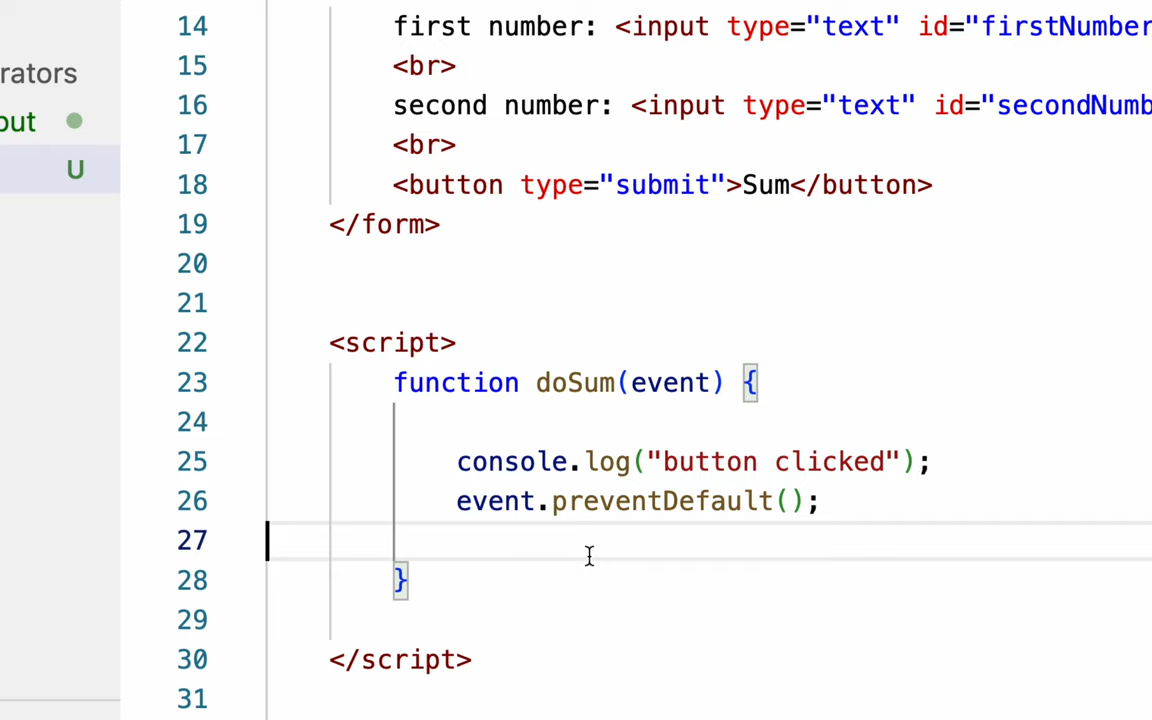 14 first number: <input type="text" id="firstNumber
rators
15 <br>
put
16 second number: <input type="text" id="secondNumb
17 <br>
U
18 <button type="submit">Sum</button>
19 </form>
20
21
22 <script>
23 function doSum(event) {
24
25 console.log("button clicked");
26 event.preventDefault();
27
28 }
29
30 </script>
31